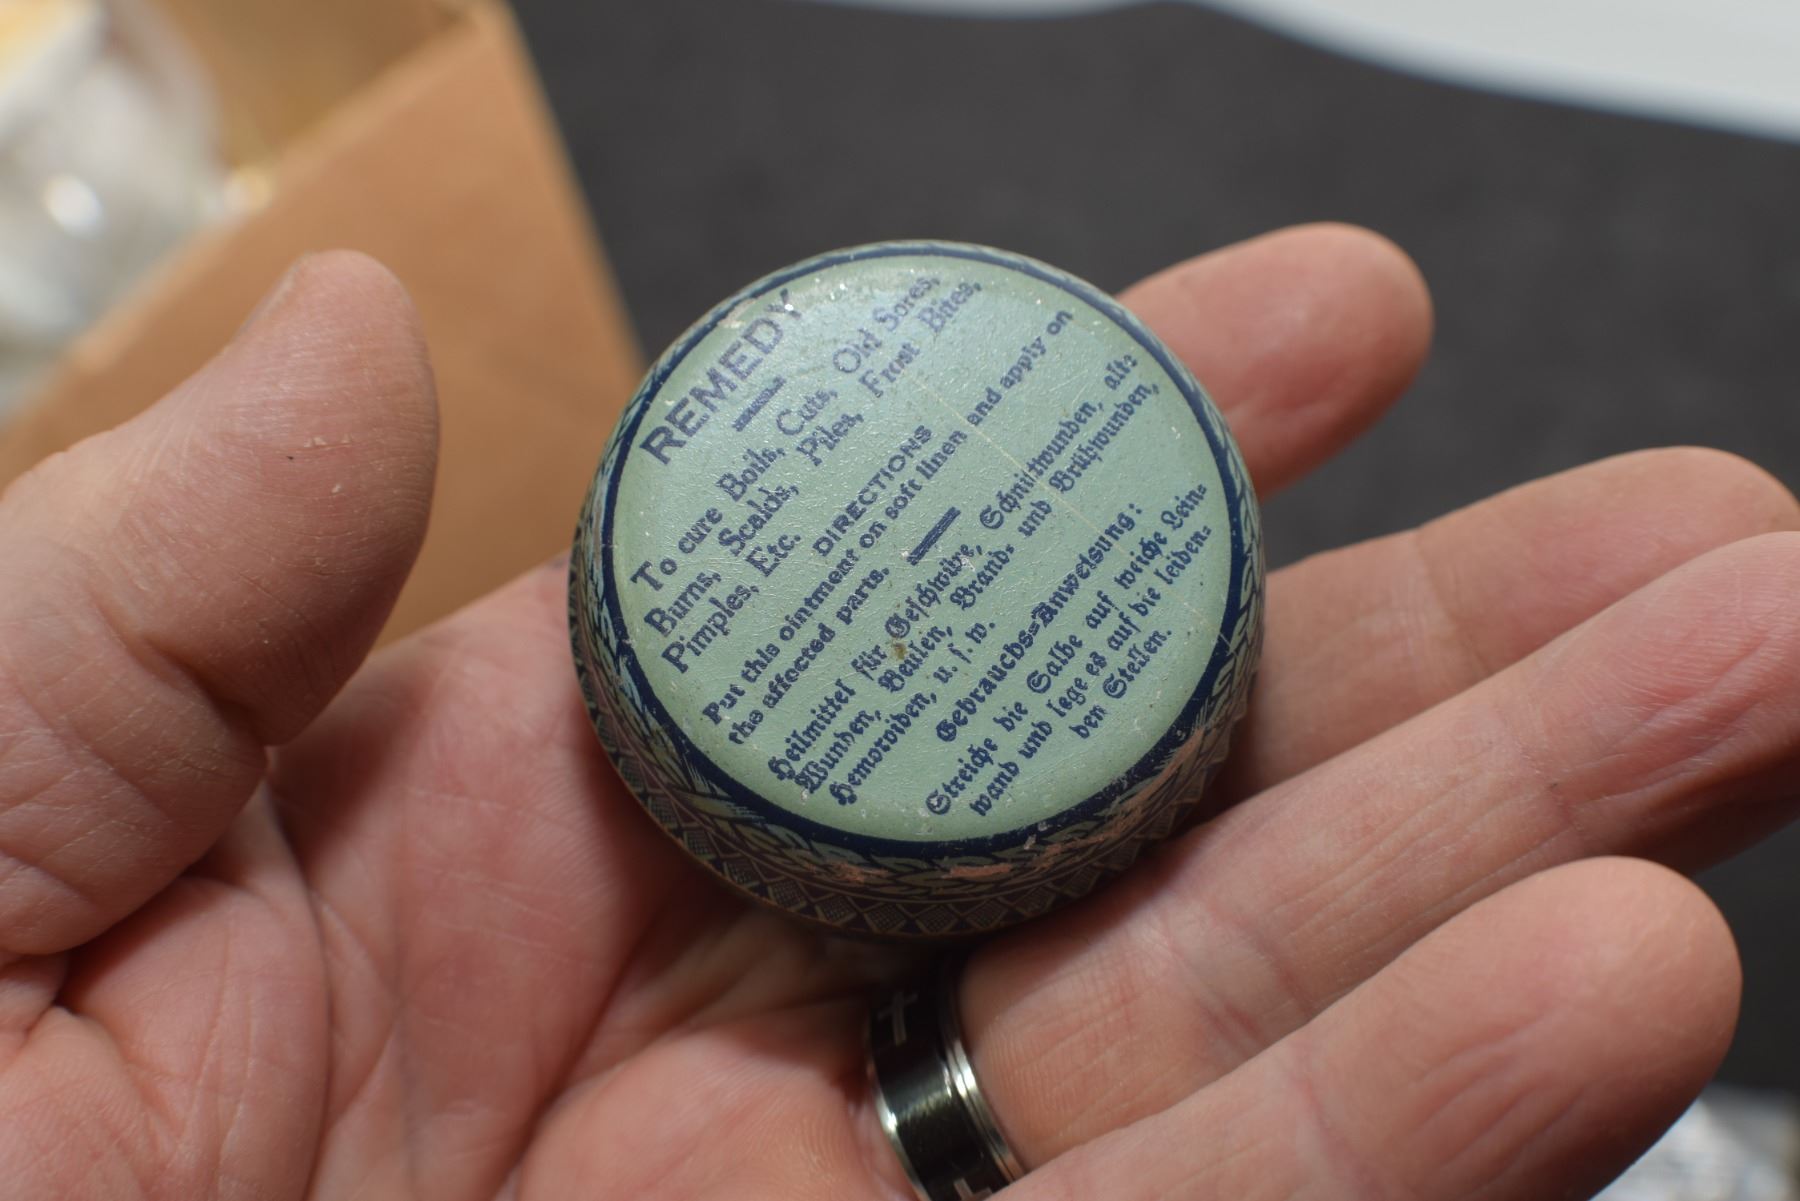 REMEDY
To cure Boils, Cuts, Old Sores,
Burns, Scalds, Piles, Frost Bites,
Pimples, Etc.
DIRECTIONS
Put this ointment on soft linen and apply on
the affected parts.
Heilmittel für Geschwüre, Schnittwunden, alte
Wunden, Beulen, Brand- und Brühwunden,
Hemorriden, u. s. w.
Gebrauchs-Anweisung:
Streiche die Salbe auf weiche Lein-
wand und lege es auf die leiden-
den Stellen.